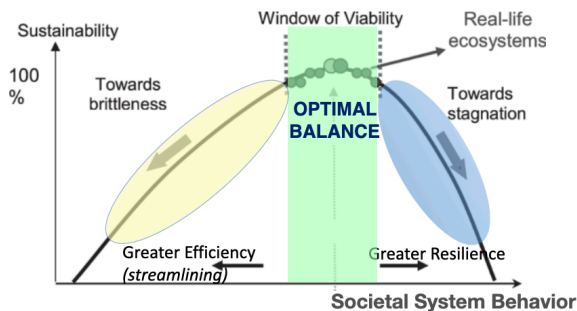 Window of Viability
Sustainability
Real-life
ecosystems
100
%
Towards
brittleness
OPTIMAL
BALANCE
Towards
stagnation
Greater Efficiency
(streamlining)
Greater Resilience
Societal System Behavior